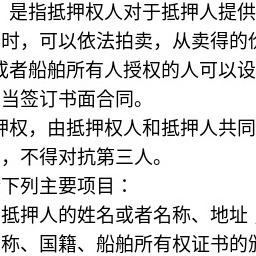 是指抵押权人对于抵押人提供
时，可以依法拍卖，从卖得的
或者船舶所有人授权的人可以设
当签订书面合同。
押权，由抵押权人和抵押人共同
，不得对抗第三人。
下列主要项目：
抵押人的姓名或者名称、地址
称、国籍、船舶所有权证书的